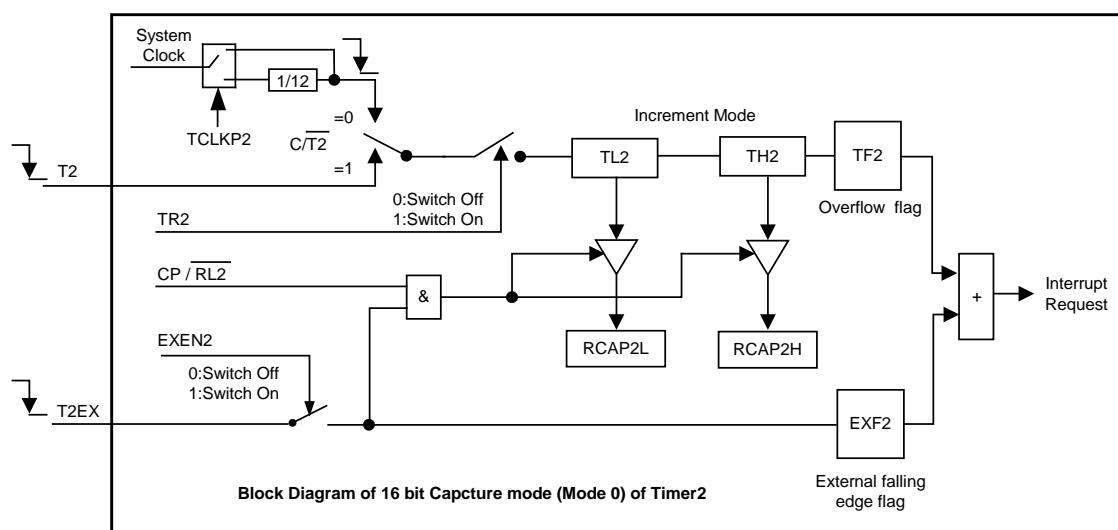 System
Clock
1/12
TCLKP2
=0
C/T2
=1
T2
Increment Mode
TL2
TH2
TF2
Overflow flag
0:Switch Off
1:Switch On
TR2
CP / RL2
&
+
Interrupt
Request
RCAP2L
RCAP2H
EXEN2
0:Switch Off
1:Switch On
T2EX
EXF2
External falling
edge flag
Block Diagram of 16 bit Capcture mode (Mode 0) of Timer2